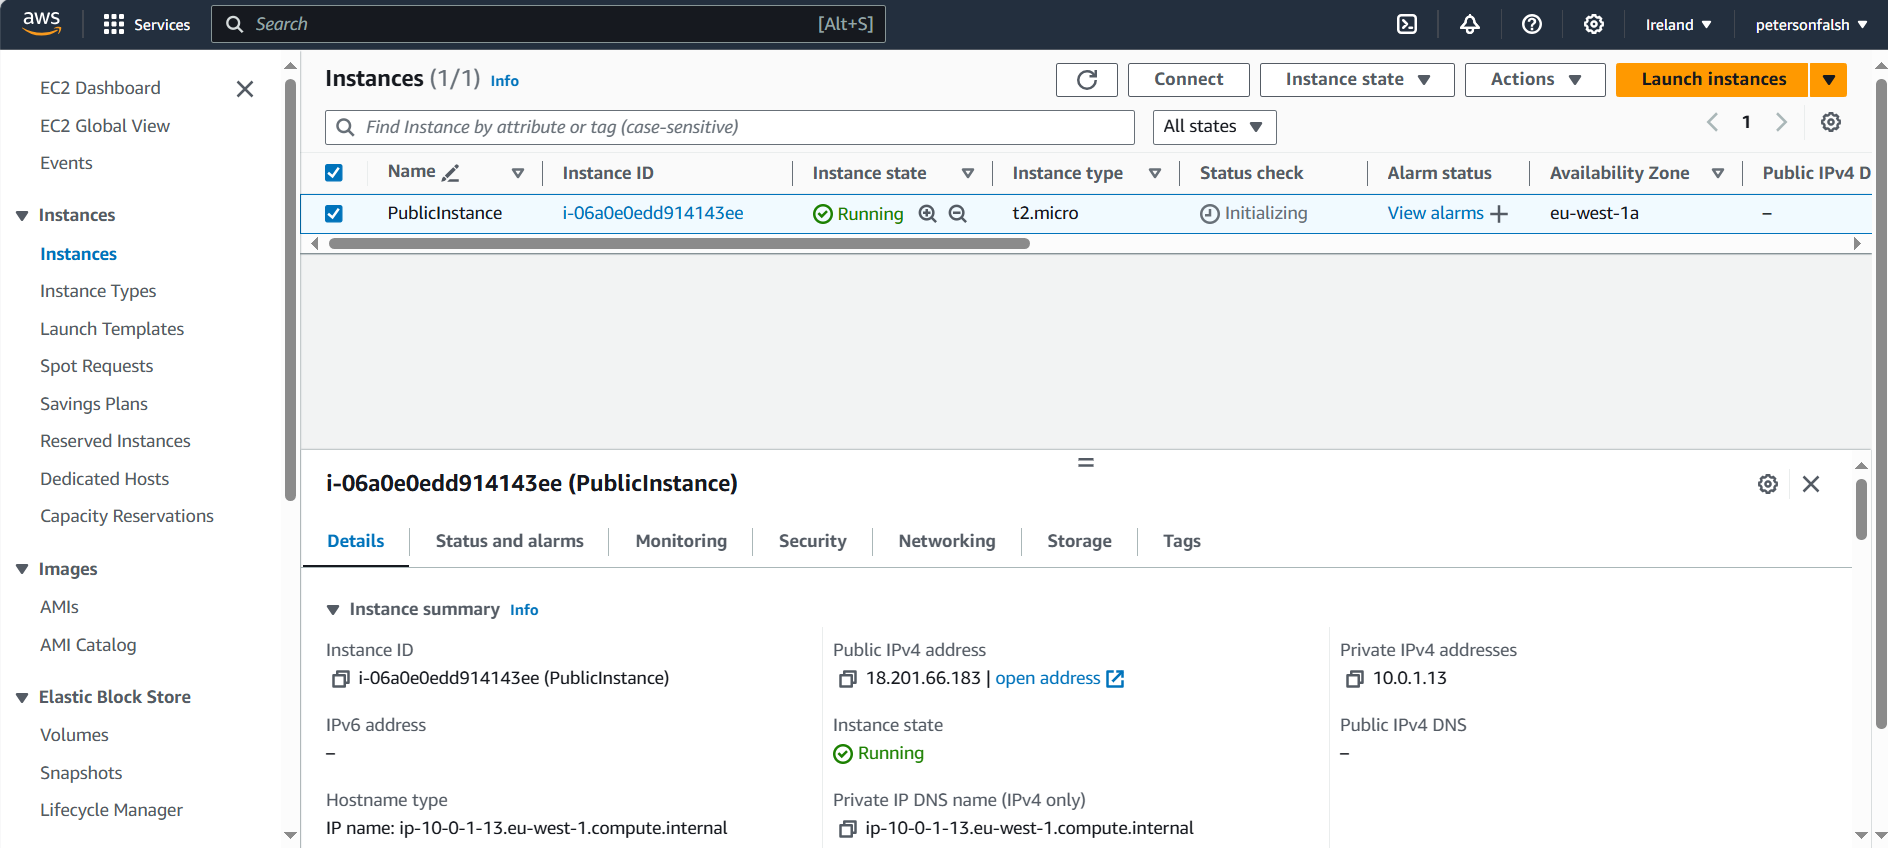 aws
Services
Search [Alt+S]
Ireland
petersonfalsh
EC2 Dashboard
EC2 Global View
Events
Instances
Instances
Instance Types
Launch Templates
Spot Requests
Savings Plans
Reserved Instances
Dedicated Hosts
Capacity Reservations
Images
AMIs
AMI Catalog
Elastic Block Store
Volumes
Snapshots
Lifecycle Manager
Instances (1/1) Info
Connect
Instance state
Actions
Launch instances
Find Instance by attribute or tag (case-sensitive)
All states
1
Name Instance ID Instance state Instance type Status check Alarm status Availability Zone Public IPv4 D
PublicInstance i-06a0e0edd914143ee Running t2.micro Initializing View alarms + eu-west-1a –
i-06a0e0edd914143ee (PublicInstance)
Details Status and alarms Monitoring Security Networking Storage Tags
Instance summary Info
Instance ID
i-06a0e0edd914143ee (PublicInstance)
Public IPv4 address
18.201.66.183 | open address
Private IPv4 addresses
10.0.1.13
IPv6 address
–
Instance state
Running
Public IPv4 DNS
–
Hostname type
IP name: ip-10-0-1-13.eu-west-1.compute.internal
Private IP DNS name (IPv4 only)
ip-10-0-1-13.eu-west-1.compute.internal